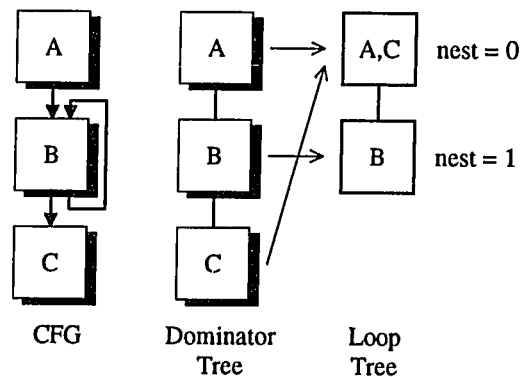 A
A
A,C
nest = 0
B
B
B
nest = 1
C
C
CFG
Dominator
Tree
Loop
Tree